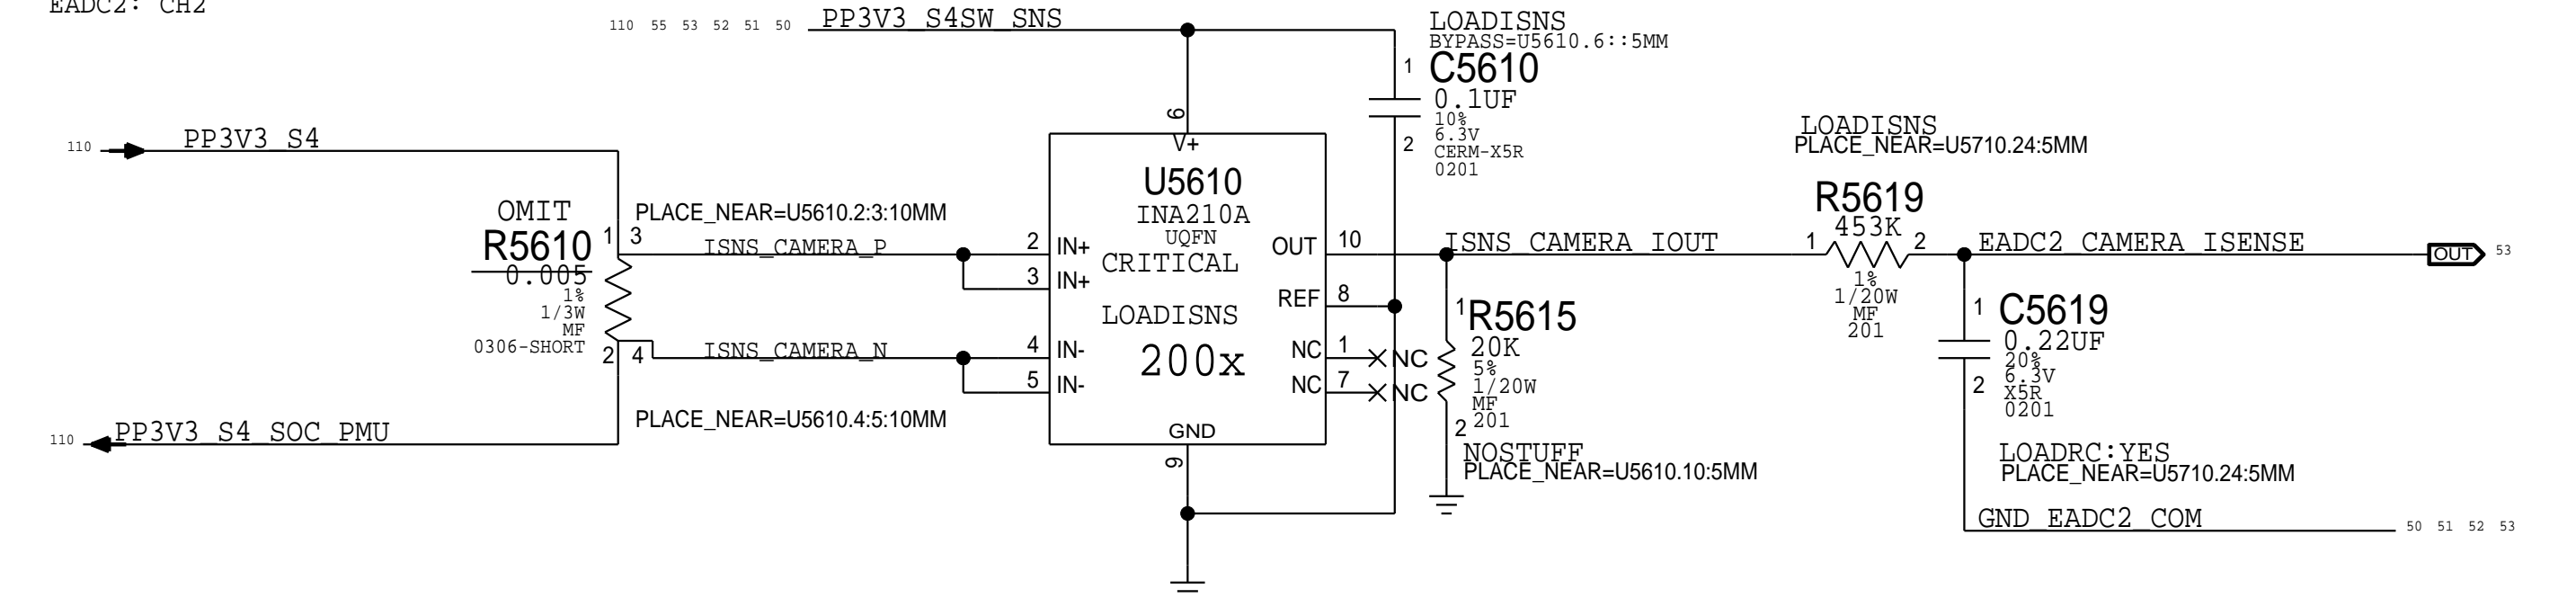 EADC2: CH2
110 55 53 52 51 50 PP3V3_S4SW_SNS
LOADISNS
BYPASS=U5610.6::5MM
1 C5610
0.1UF
10%
6.3V
2 CERM-X5R
0201
110 PP3V3_S4
OMIT
R5610
0.005
1%
1/3W
MF
0306-SHORT
1 3
2 4
PLACE_NEAR=U5610.2:3:10MM
ISNS_CAMERA_P
ISNS_CAMERA_N
PLACE_NEAR=U5610.4:5:10MM
110 PP3V3_S4_SOC_PMU
6
V+
U5610
INA210A
UQFN
CRITICAL
LOADISNS
200x
2 IN+
3 IN+
4 IN-
5 IN-
OUT 10
REF 8
NC 1 NC
NC 7 NC
GND
9
ISNS_CAMERA_IOUT
1 R5615
20K
5%
1/20W
MF
2 201
NOSTUFF
PLACE_NEAR=U5610.10:5MM
LOADISNS
PLACE_NEAR=U5710.24:5MM
R5619
453K
1 2
1%
1/20W
MF
201
EADC2_CAMERA_ISENSE
OUT 53
1 C5619
0.22UF
20%
6.3V
2 X5R
0201
LOADRC:YES
PLACE_NEAR=U5710.24:5MM
GND_EADC2_COM 50 51 52 53